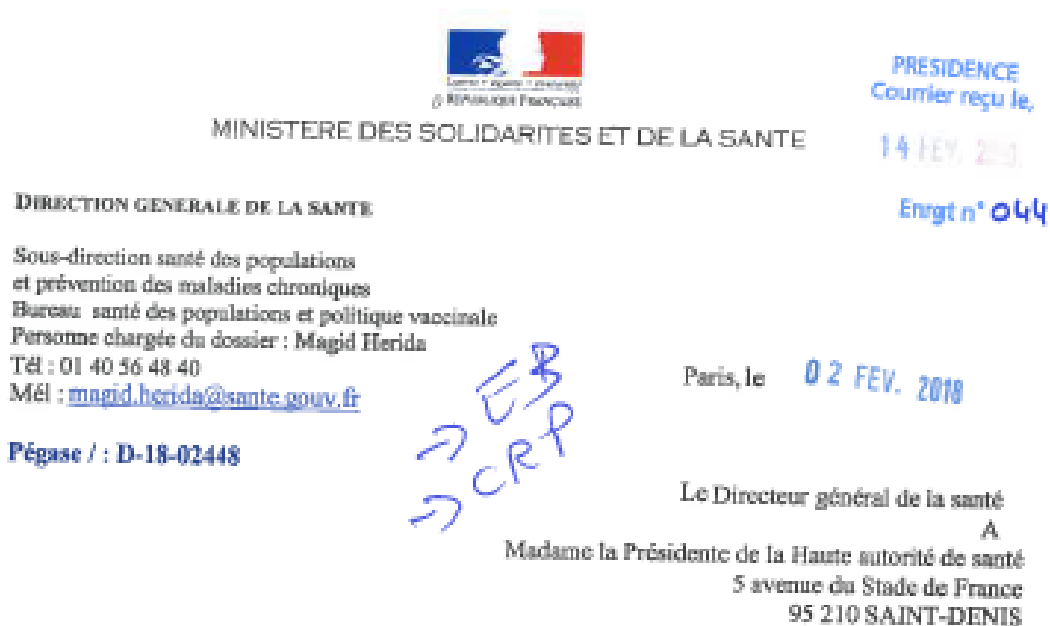 RÉPUBLIQUE FRANÇAISE
MINISTERE DES SOLIDARITES ET DE LA SANTE
PRESIDENCE
Courrier reçu le,
14 FEV.
Enrgt n° 044
DIRECTION GENERALE DE LA SANTE
Sous-direction santé des populations
et prévention des maladies chroniques
Bureau santé des populations et politique vaccinale
Personne chargée du dossier : Magid Herida
Tél : 01 40 56 48 40
Mél : magid.herida@sante.gouv.fr
Pégase / : D-18-02448
→ EB
→ CRP
Paris, le 02 FEV. 2018
Le Directeur général de la santé
A
Madame la Présidente de la Haute autorité de santé
5 avenue du Stade de France
95 210 SAINT-DENIS